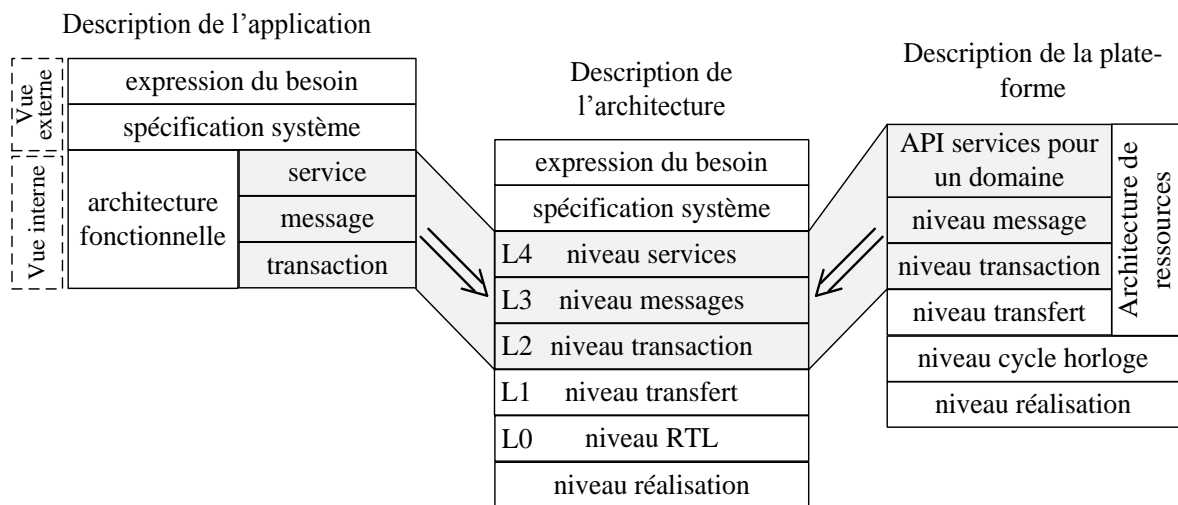 Description de l’application
Vue
externe
expression du besoin
spécification système
Vue interne
architecture
fonctionnelle
service
message
transaction
Description de
l’architecture
expression du besoin
spécification système
L4 niveau services
L3 niveau messages
L2 niveau transaction
L1 niveau transfert
L0 niveau RTL
niveau réalisation
Description de la plate-
forme
API services pour
un domaine
niveau message
niveau transaction
niveau transfert
Architecture de
ressources
niveau cycle horloge
niveau réalisation